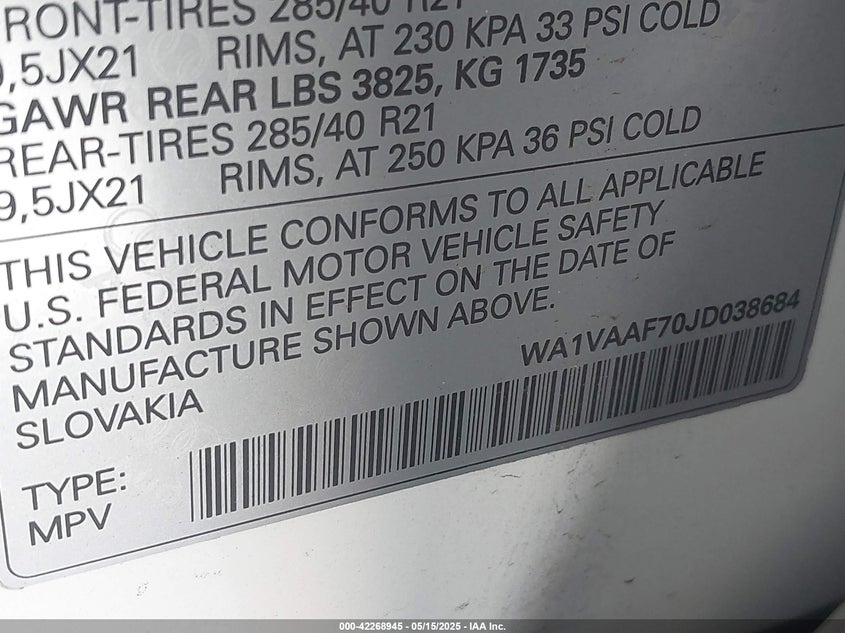 FRONT-TIRES 285/40 R21
9,5JX21 RIMS, AT 230 KPA 33 PSI COLD
GAWR REAR LBS 3825, KG 1735
REAR-TIRES 285/40 R21
9,5JX21 RIMS, AT 250 KPA 36 PSI COLD
THIS VEHICLE CONFORMS TO ALL APPLICABLE
U.S. FEDERAL MOTOR VEHICLE SAFETY
STANDARDS IN EFFECT ON THE DATE OF
MANUFACTURE SHOWN ABOVE.
WA1VAAF70JD038684
SLOVAKIA
TYPE:
MPV
000-42268945 - 05/15/2025 - IAA Inc.